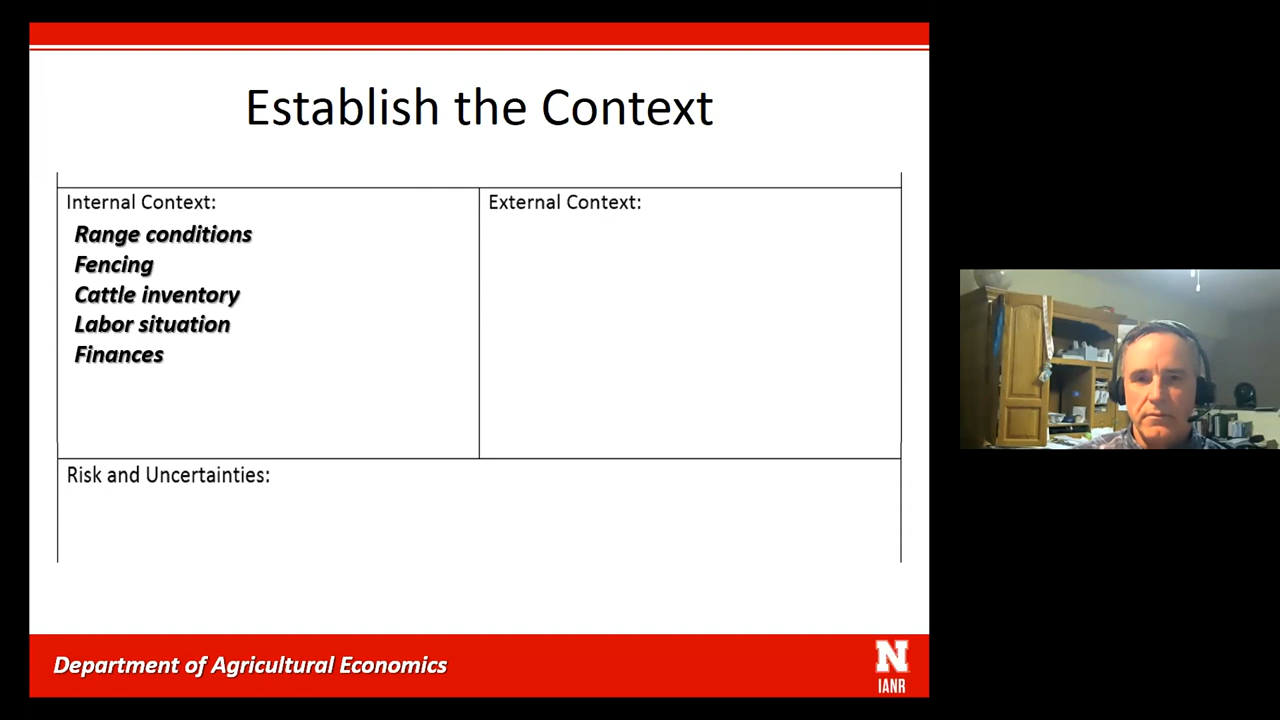 Establish the Context
Internal Context:
Range conditions
Fencing
Cattle inventory
Labor situation
Finances
External Context:
Risk and Uncertainties:
Department of Agricultural Economics
N
IANR